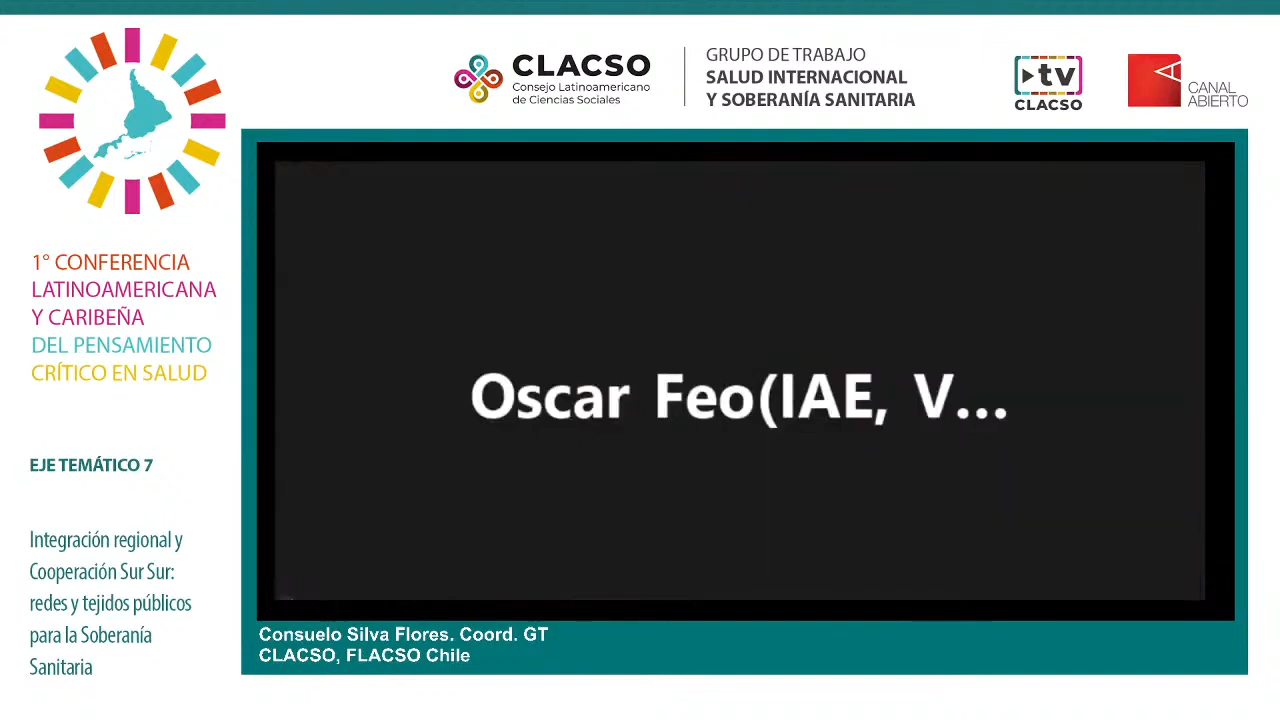 CLACSO
Consejo Latinoamericano
de Ciencias Sociales
GRUPO DE TRABAJO
SALUD INTERNACIONAL
Y SOBERANÍA SANITARIA
tv
CLACSO
CANAL
ABIERTO
1° CONFERENCIA
LATINOAMERICANA
Y CARIBEÑA
DEL PENSAMIENTO
CRÍTICO EN SALUD
EJE TEMÁTICO 7
Integración regional y
Cooperación Sur Sur:
redes y tejidos públicos
para la Soberanía
Sanitaria
Oscar Feo(IAE, V...
Consuelo Silva Flores. Coord. GT
CLACSO, FLACSO Chile